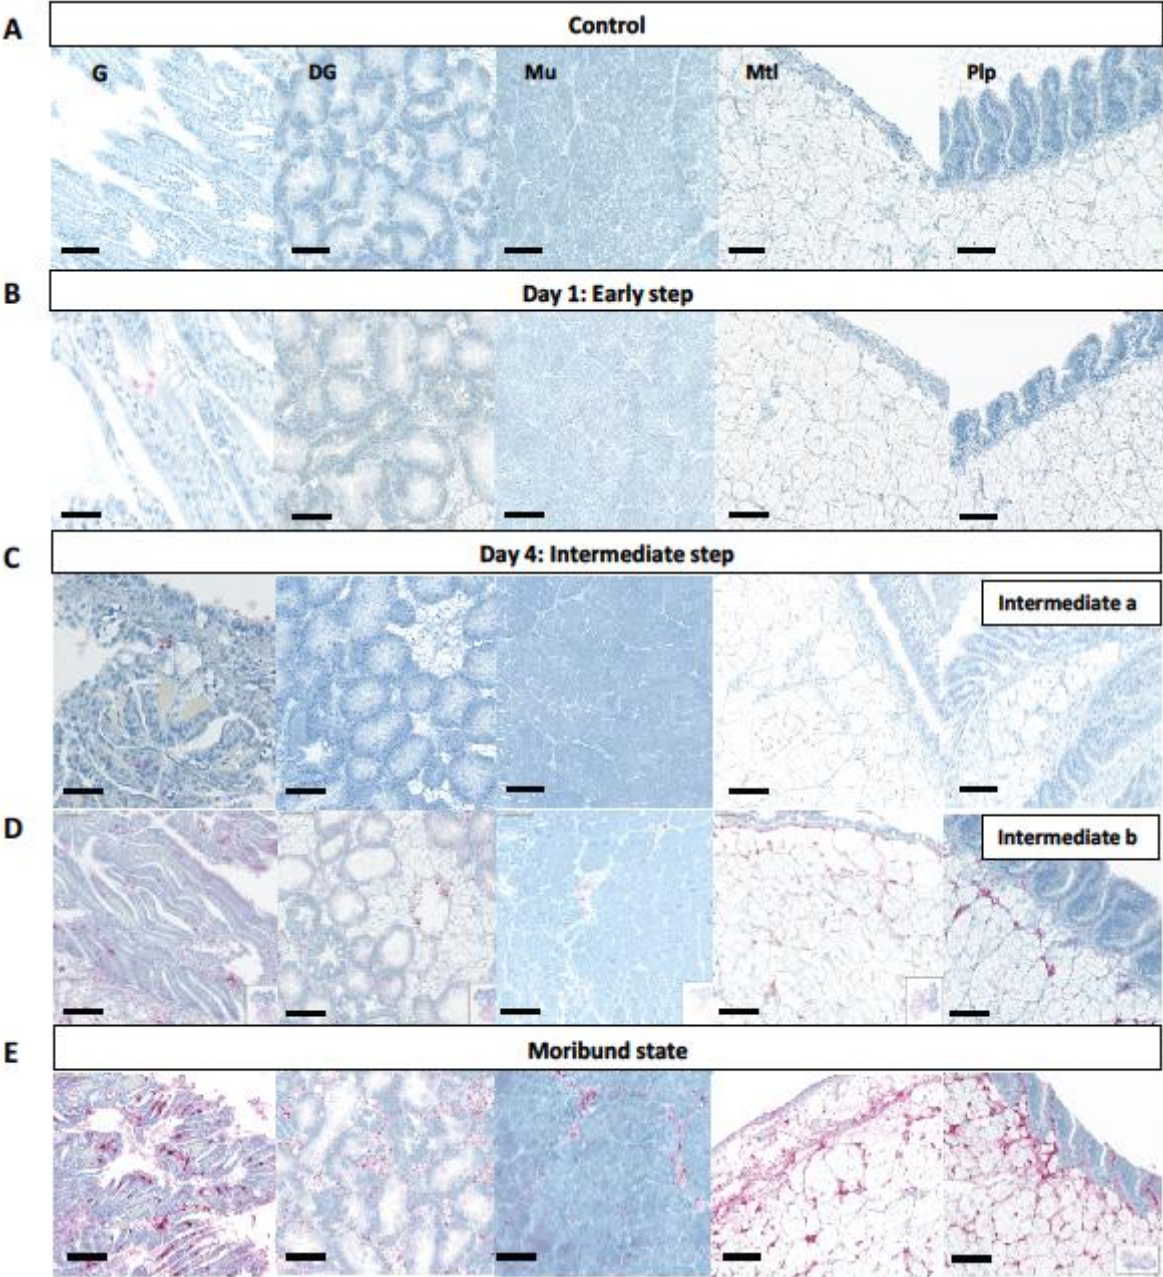 A
Control
G DG Mu Mtl Plp
B
Day 1: Early step
C
Day 4: Intermediate step
Intermediate a
D
Intermediate b
E
Moribund state